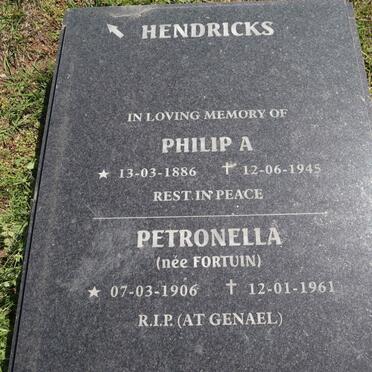 HENDRICKS
IN LOVING MEMORY OF
PHILIP A
★ 13-03-1886 ✝ 12-06-1945
REST IN PEACE
PETRONELLA
(née FORTUIN)
★ 07-03-1906 ✝ 12-01-1961
R.I.P. (AT GENAEL)